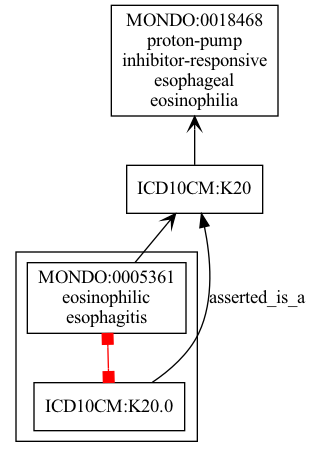 MONDO:0018468
proton-pump
inhibitor-responsive
esophageal
eosinophilia
ICD10CM:K20
MONDO:0005361
eosinophilic
esophagitis
asserted_is_a
ICD10CM:K20.0